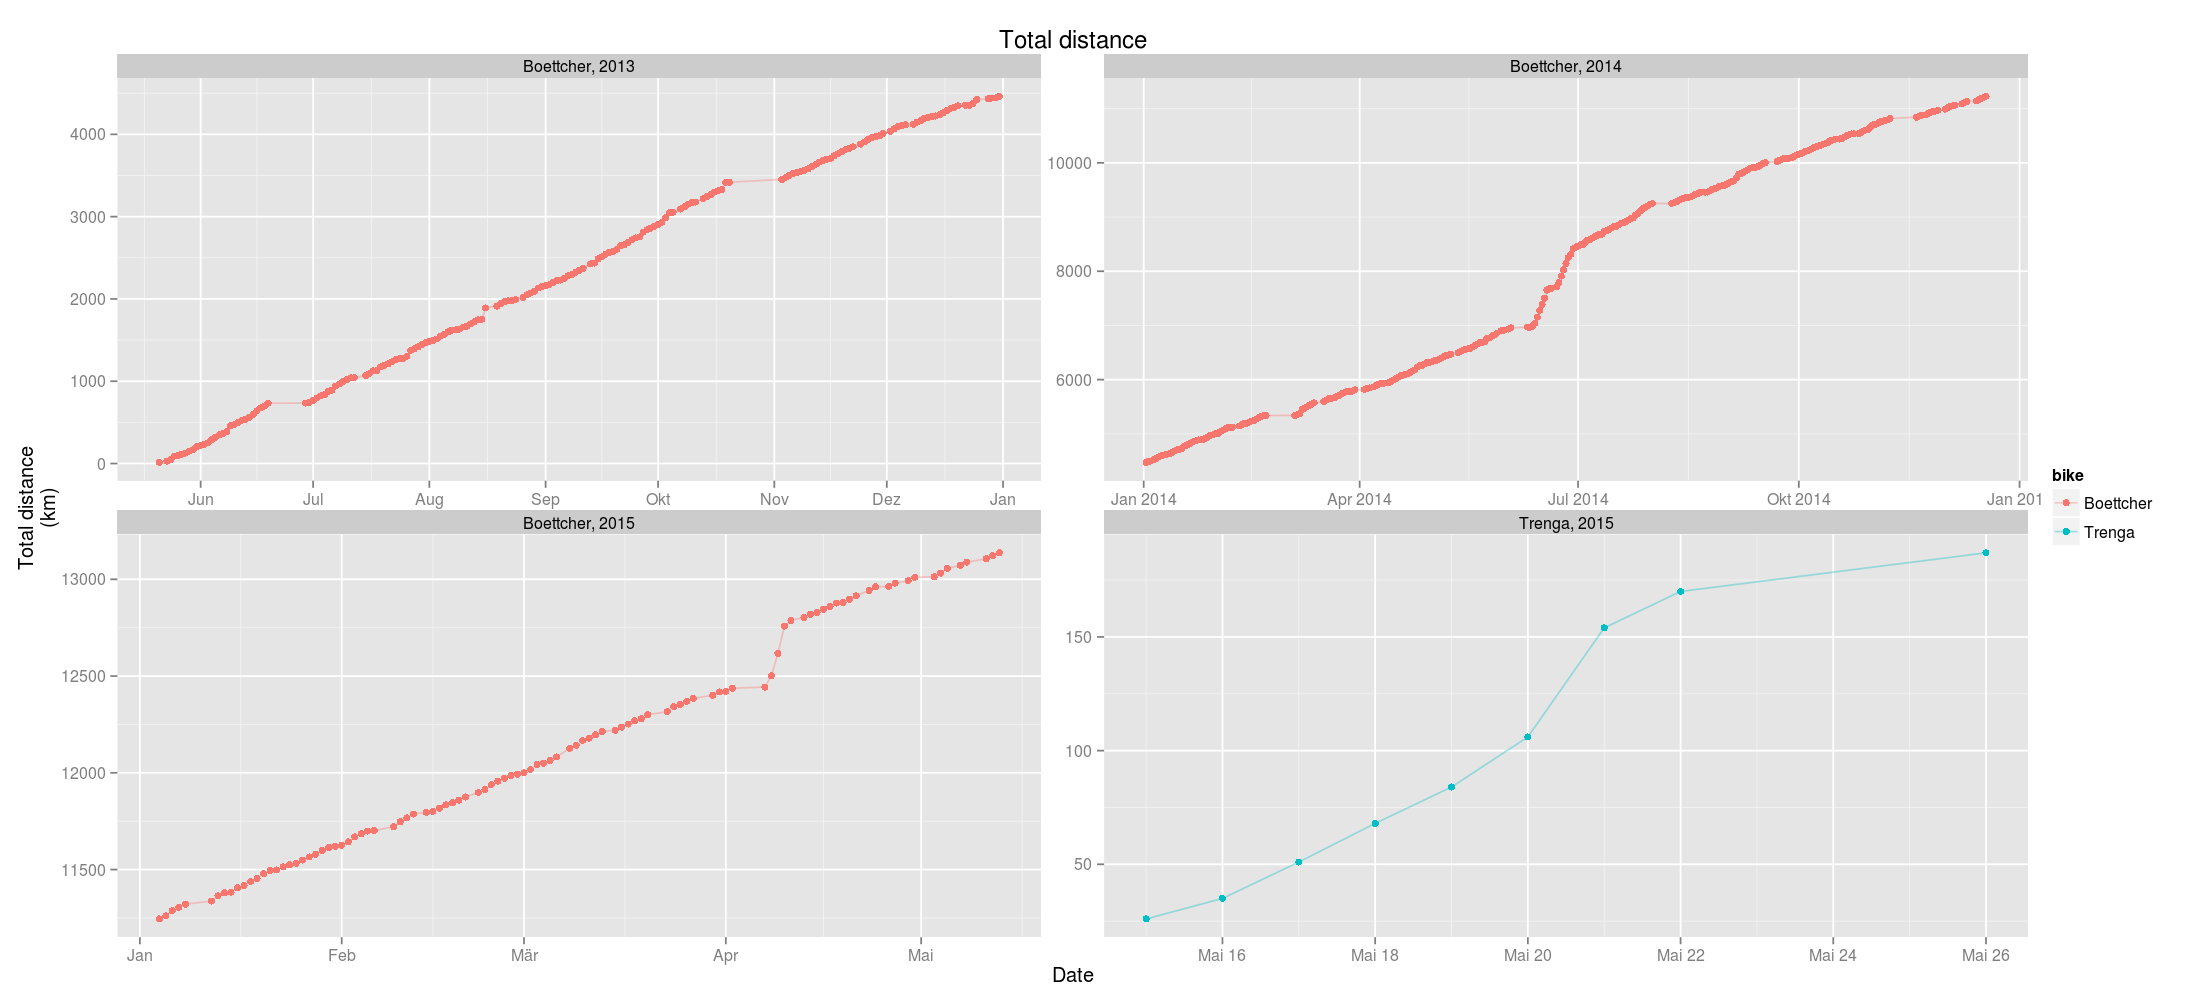 Total distance
Boettcher, 2013
4000
3000
2000
1000
0
Jun Jul Aug Sep Okt Nov Dez Jan
Boettcher, 2014
10000
8000
6000
Jan 2014 Apr 2014 Jul 2014 Okt 2014 Jan 201
Boettcher, 2015
13000
12500
12000
11500
Jan Feb Mär Apr Mai
Trenga, 2015
150
100
50
Mai 16 Mai 18 Mai 20 Mai 22 Mai 24 Mai 26
Total distance
(km)
Date
bike
Boettcher
Trenga